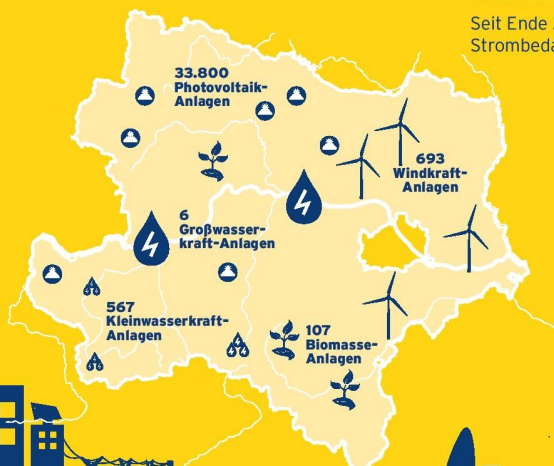 Seit Ende
Strombeda
33.800
Photovoltaik-
Anlagen
693
Windkraft-
Anlagen
6
Großwasser-
kraft-Anlagen
567
Kleinwasserkraft-
Anlagen
107
Biomasse-
Anlagen